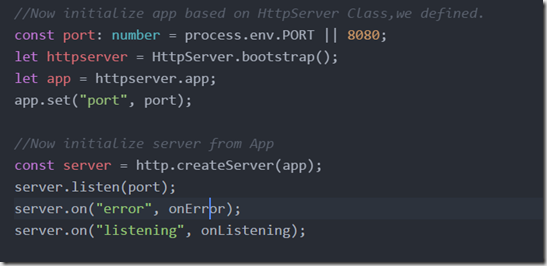 //Now initialize app based on HttpServer Class,we defined.
const port: number = process.env.PORT || 8080;
let httpserver = HttpServer.bootstrap();
let app = httpserver.app;
app.set("port", port);
//Now initialize server from App
const server = http.createServer(app);
server.listen(port);
server.on("error", onError);
server.on("listening", onListening);